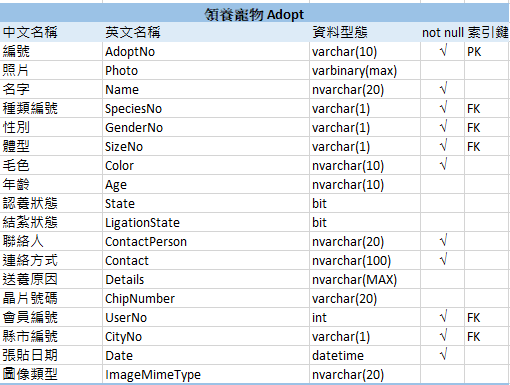 領養寵物 Adopt
中文名稱 英文名稱 資料型態 not null 索引鍵
編號 AdoptNo varchar(10) √ PK
照片 Photo varbinary(max)
名字 Name nvarchar(20) √
種類編號 SpeciesNo varchar(1) √ FK
性別 GenderNo varchar(1) √ FK
體型 SizeNo varchar(1) √ FK
毛色 Color nvarchar(10) √
年齡 Age nvarchar(10)
認養狀態 State bit
結紮狀態 LigationState bit
聯絡人 ContactPerson nvarchar(20) √
連絡方式 Contact nvarchar(100) √
送養原因 Details nvarchar(MAX)
晶片號碼 ChipNumber varchar(20)
會員編號 UserNo int √ FK
縣市編號 CityNo varchar(1) √ FK
張貼日期 Date datetime √
圖像類型 ImageMimeType nvarchar(20)